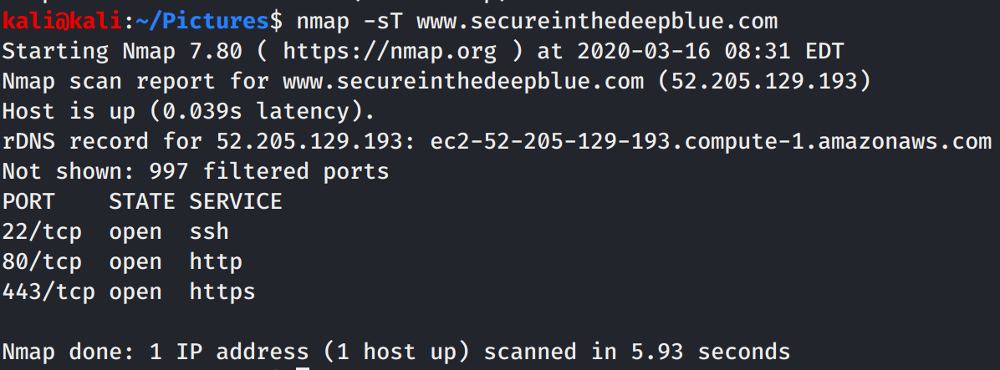 kali@kali:~/Pictures$ nmap -sT www.secureinthedeepblue.com
Starting Nmap 7.80 ( https://nmap.org ) at 2020-03-16 08:31 EDT
Nmap scan report for www.secureinthedeepblue.com (52.205.129.193)
Host is up (0.039s latency).
rDNS record for 52.205.129.193: ec2-52-205-129-193.compute-1.amazonaws.com
Not shown: 997 filtered ports
PORT    STATE SERVICE
22/tcp  open  ssh
80/tcp  open  http
443/tcp open  https
Nmap done: 1 IP address (1 host up) scanned in 5.93 seconds